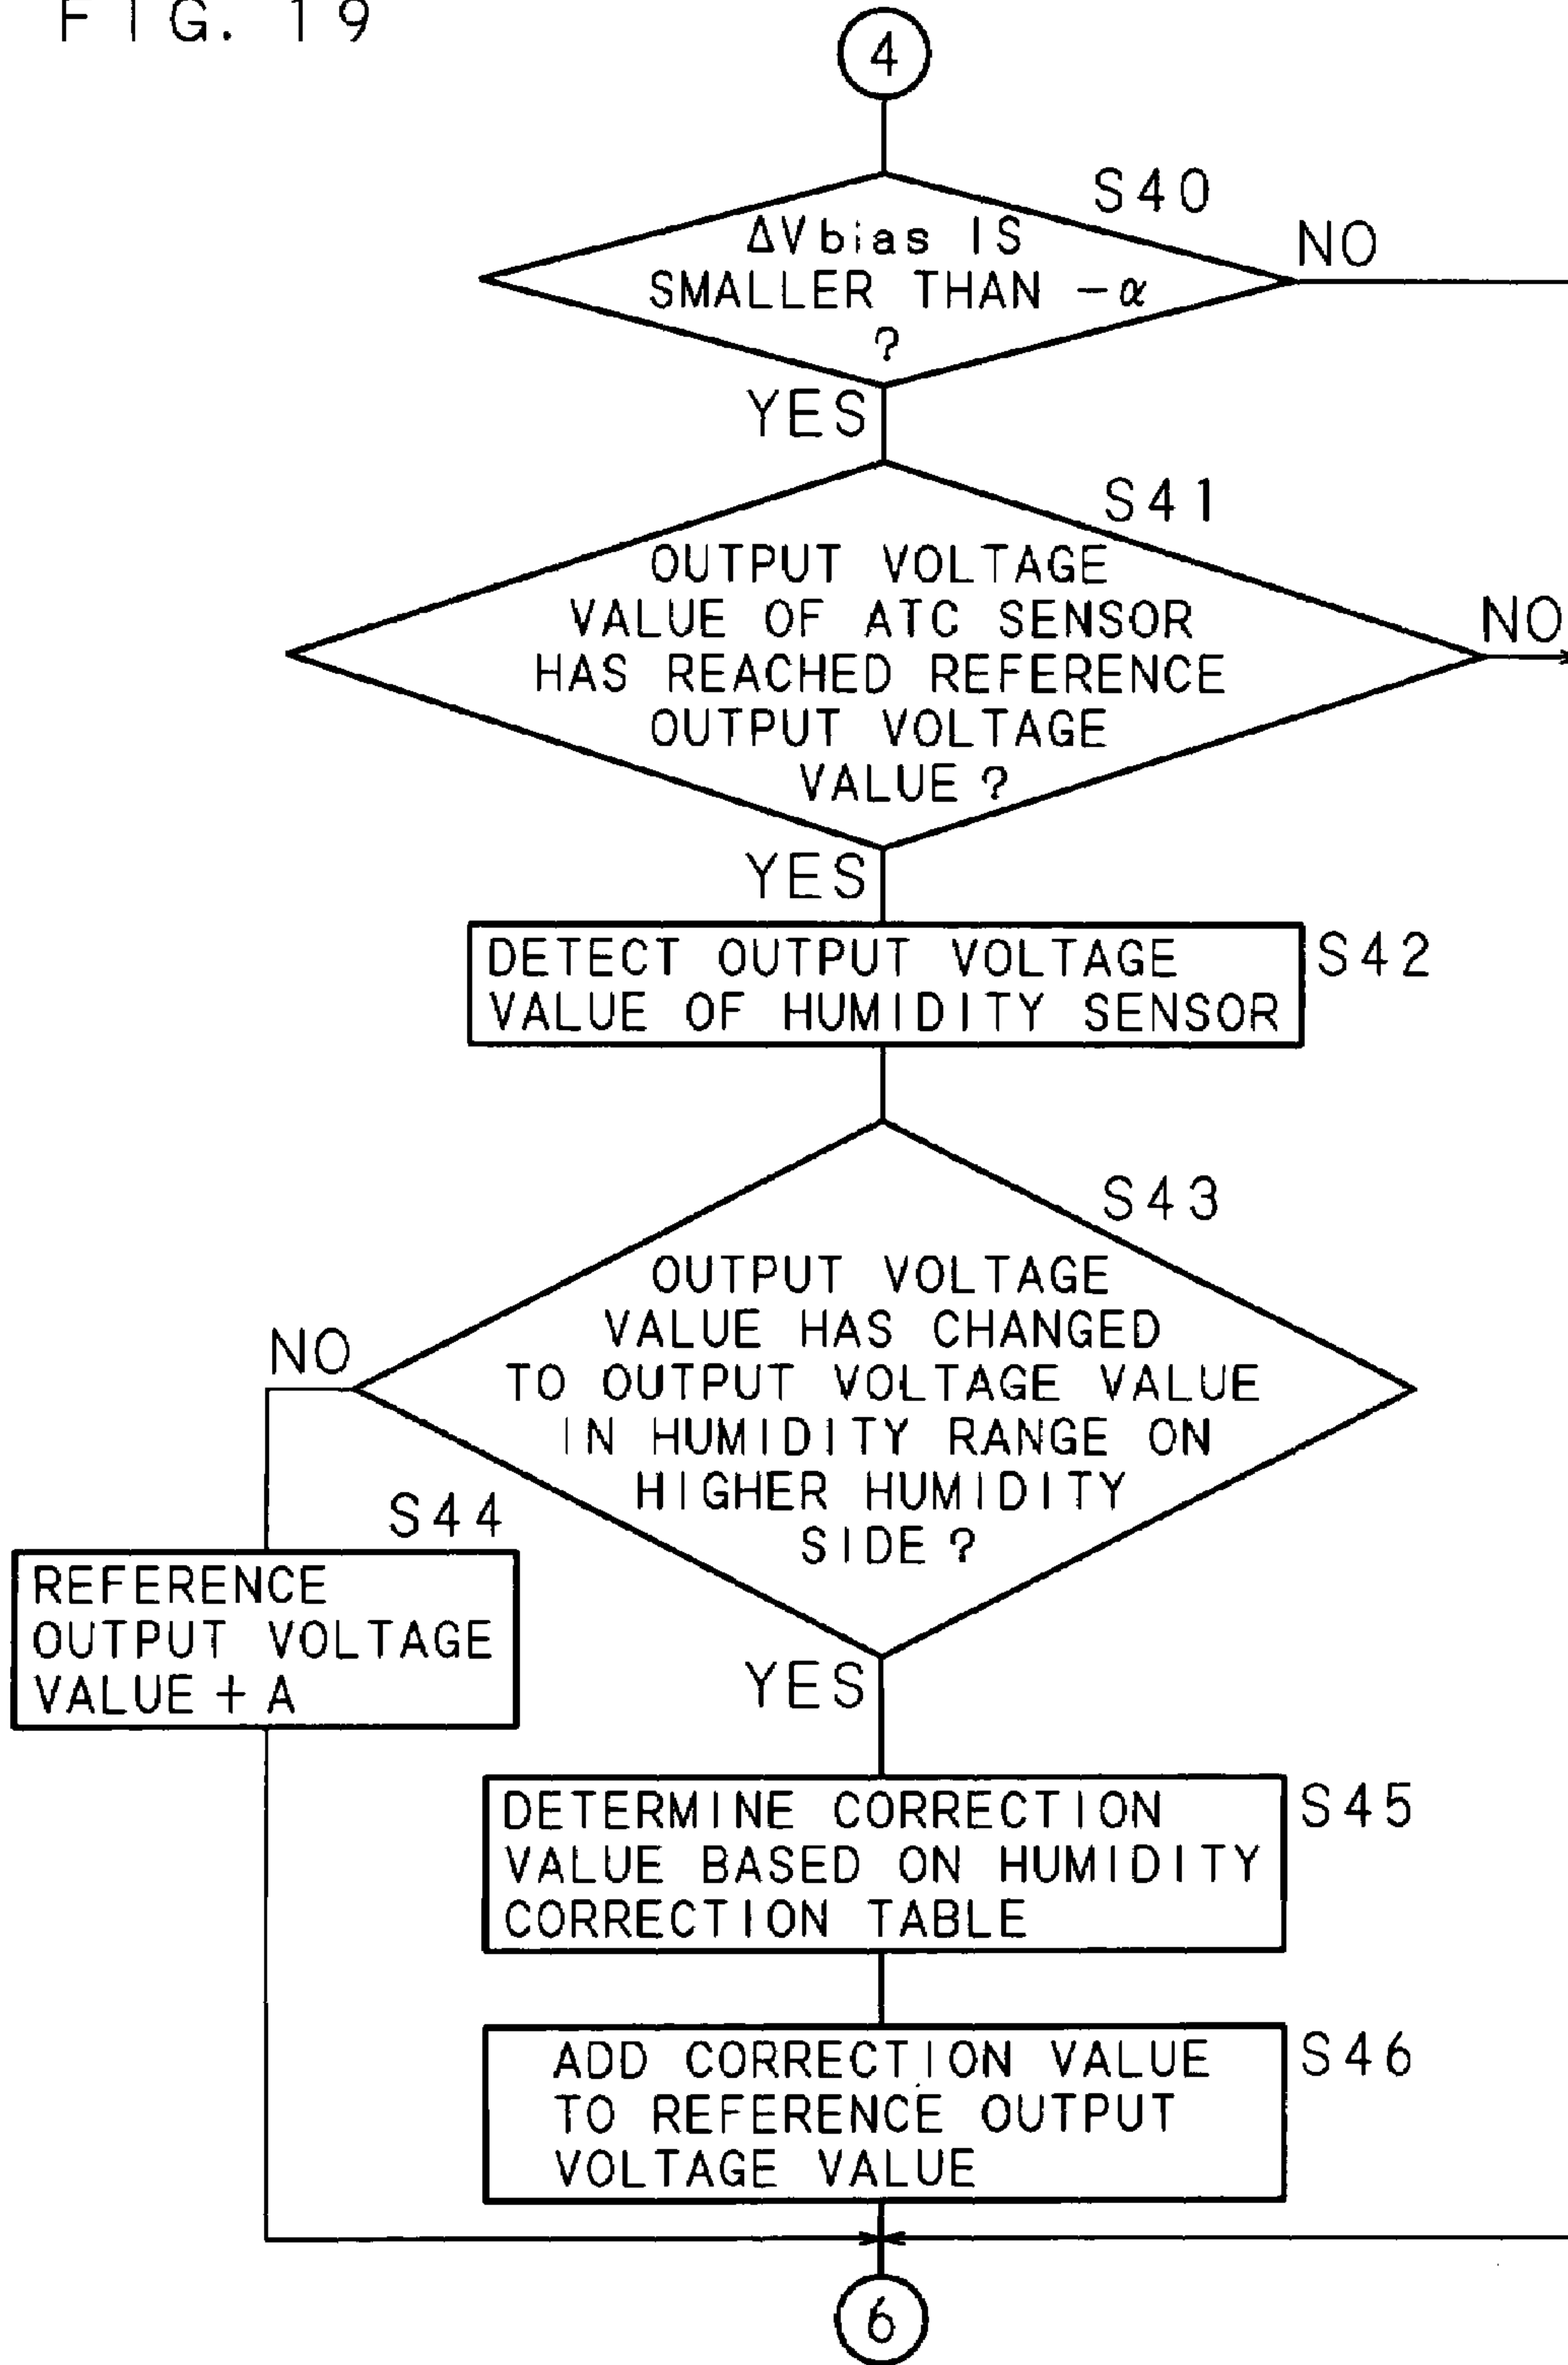 FIG. 19
4
S40
ΔVbias IS
SMALLER THAN -α
?
NO
YES
S41
OUTPUT VOLTAGE
VALUE OF ATC SENSOR
HAS REACHED REFERENCE
OUTPUT VOLTAGE
VALUE ?
NO
YES
DETECT OUTPUT VOLTAGE
VALUE OF HUMIDITY SENSOR
S42
S43
OUTPUT VOLTAGE
VALUE HAS CHANGED
TO OUTPUT VOLTAGE VALUE
IN HUMIDITY RANGE ON
HIGHER HUMIDITY
SIDE ?
NO
S44
REFERENCE
OUTPUT VOLTAGE
VALUE + A
YES
DETERMINE CORRECTION
VALUE BASED ON HUMIDITY
CORRECTION TABLE
S45
ADD CORRECTION VALUE
TO REFERENCE OUTPUT
VOLTAGE VALUE
S46
6